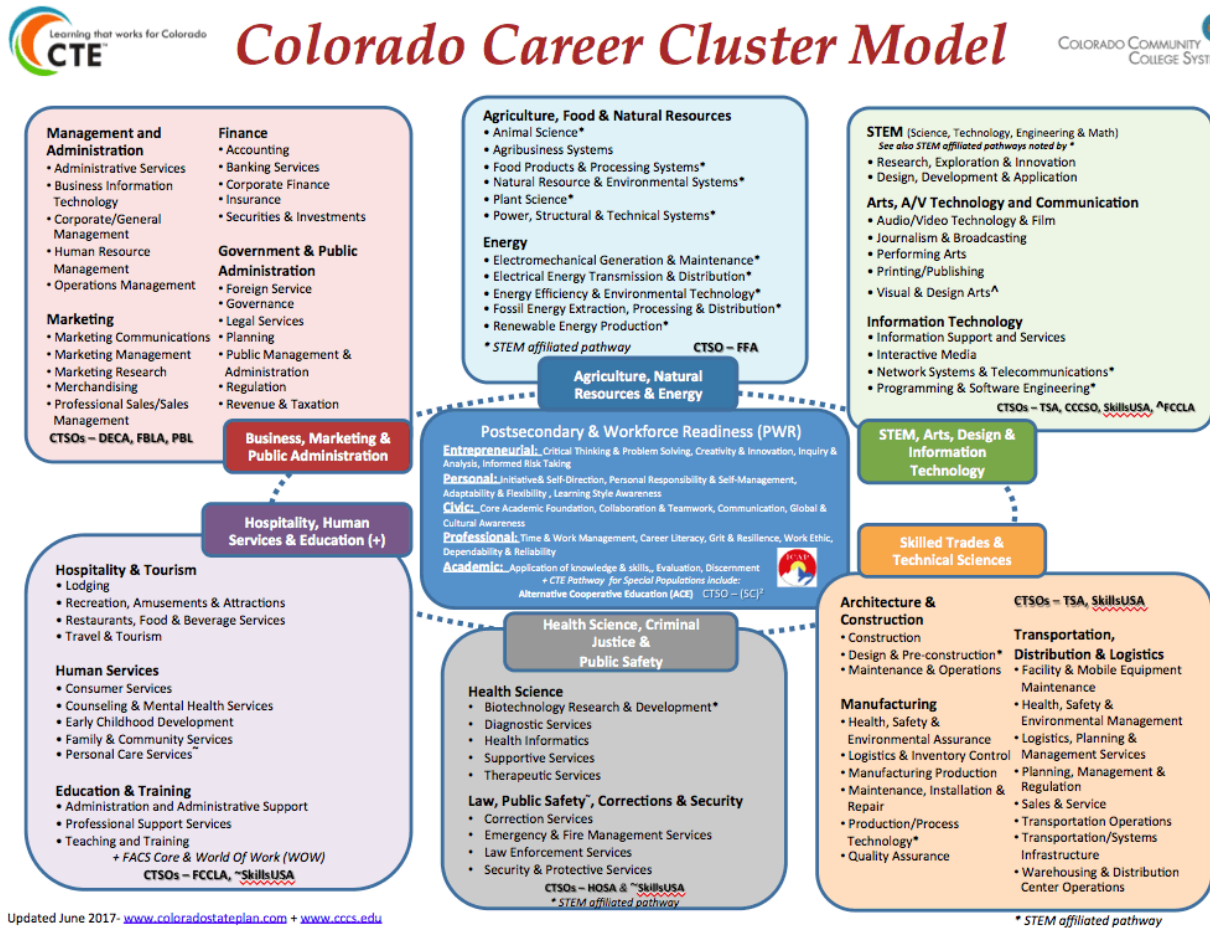 Learning that works for Colorado
CTE™
Colorado Career Cluster Model
COLORADO COMMUNITY
COLLEGE SYST
Management and
Administration
• Administrative Services
• Business Information
Technology
• Corporate/General
Management
• Human Resource
Management
• Operations Management
Marketing
• Marketing Communications
• Marketing Management
• Marketing Research
• Merchandising
• Professional Sales/Sales
Management
CTSOs – DECA, FBLA, PBL
Finance
• Accounting
• Banking Services
• Corporate Finance
• Insurance
• Securities & Investments
Government & Public
Administration
• Foreign Service
• Governance
• Legal Services
• Planning
• Public Management &
Administration
• Regulation
• Revenue & Taxation
Business, Marketing &
Public Administration
Agriculture, Food & Natural Resources
• Animal Science*
• Agribusiness Systems
• Food Products & Processing Systems*
• Natural Resource & Environmental Systems*
• Plant Science*
• Power, Structural & Technical Systems*
Energy
• Electromechanical Generation & Maintenance*
• Electrical Energy Transmission & Distribution*
• Energy Efficiency & Environmental Technology*
• Fossil Energy Extraction, Processing & Distribution*
• Renewable Energy Production*
* STEM affiliated pathway CTSO – FFA
Agriculture, Natural
Resources & Energy
STEM (Science, Technology, Engineering & Math)
See also STEM affiliated pathways noted by *
• Research, Exploration & Innovation
• Design, Development & Application
Arts, A/V Technology and Communication
• Audio/Video Technology & Film
• Journalism & Broadcasting
• Performing Arts
• Printing/Publishing
• Visual & Design Arts^
Information Technology
• Information Support and Services
• Interactive Media
• Network Systems & Telecommunications*
• Programming & Software Engineering*
CTSOs – TSA, CCCSO, SkillsUSA, ^FCCLA
STEM, Arts, Design &
Information
Technology
Postsecondary & Workforce Readiness (PWR)
Entrepreneurial: Critical Thinking & Problem Solving, Creativity & Innovation, Inquiry &
Analysis, Informed Risk Taking
Personal: Initiative& Self-Direction, Personal Responsibility & Self-Management,
Adaptability & Flexibility , Learning Style Awareness
Civic: Core Academic Foundation, Collaboration & Teamwork, Communication, Global &
Cultural Awareness
Professional: Time & Work Management, Career Literacy, Grit & Resilience, Work Ethic,
Dependability & Reliability
Academic: Application of knowledge & skills,, Evaluation, Discernment
+ CTE Pathway for Special Populations include:
Alternative Cooperative Education (ACE) CTSO – (SC)²
ICAP
Hospitality, Human
Services & Education (+)
Hospitality & Tourism
• Lodging
• Recreation, Amusements & Attractions
• Restaurants, Food & Beverage Services
• Travel & Tourism
Human Services
• Consumer Services
• Counseling & Mental Health Services
• Early Childhood Development
• Family & Community Services
• Personal Care Services~
Education & Training
• Administration and Administrative Support
• Professional Support Services
• Teaching and Training
+ FACS Core & World Of Work (WOW)
CTSOs – FCCLA, ~SkillsUSA
Health Science, Criminal
Justice &
Public Safety
Health Science
• Biotechnology Research & Development*
• Diagnostic Services
• Health Informatics
• Supportive Services
• Therapeutic Services
Law, Public Safety~, Corrections & Security
• Correction Services
• Emergency & Fire Management Services
• Law Enforcement Services
• Security & Protective Services
CTSOs – HOSA & ~SkillsUSA
* STEM affiliated pathway
Skilled Trades &
Technical Sciences
Architecture &
Construction
• Construction
• Design & Pre-construction*
• Maintenance & Operations
Manufacturing
• Health, Safety &
Environmental Assurance
• Logistics & Inventory Control
• Manufacturing Production
• Maintenance, Installation &
Repair
• Production/Process
Technology*
• Quality Assurance
CTSOs – TSA, SkillsUSA
Transportation,
Distribution & Logistics
• Facility & Mobile Equipment
Maintenance
• Health, Safety &
Environmental Management
• Logistics, Planning &
Management Services
• Planning, Management &
Regulation
• Sales & Service
• Transportation Operations
• Transportation/Systems
Infrastructure
• Warehousing & Distribution
Center Operations
* STEM affiliated pathway
Updated June 2017- www.coloradostateplan.com + www.cccs.edu